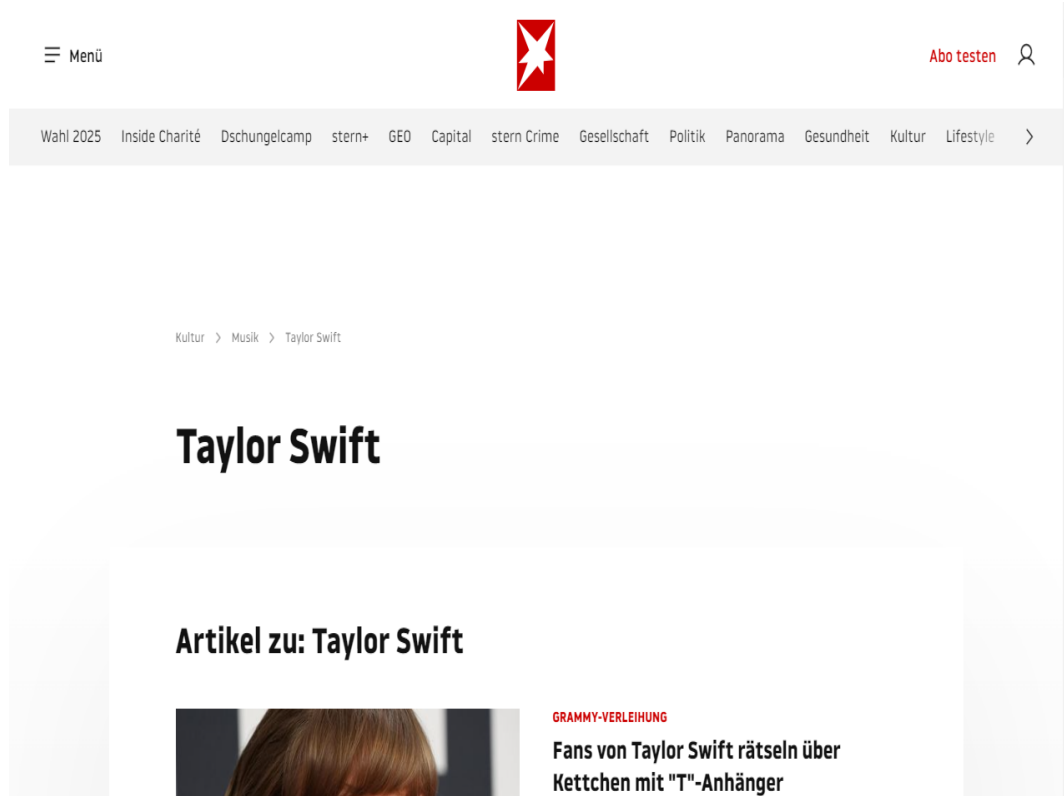 Menü
Abo testen
Wahl 2025 Inside Charité Dschungelcamp stern+ GEO Capital stern Crime Gesellschaft Politik Panorama Gesundheit Kultur Lifestyle
Kultur > Musik > Taylor Swift
Taylor Swift
Artikel zu: Taylor Swift
GRAMMY-VERLEIHUNG
Fans von Taylor Swift rätseln über
Kettchen mit "T"-Anhänger